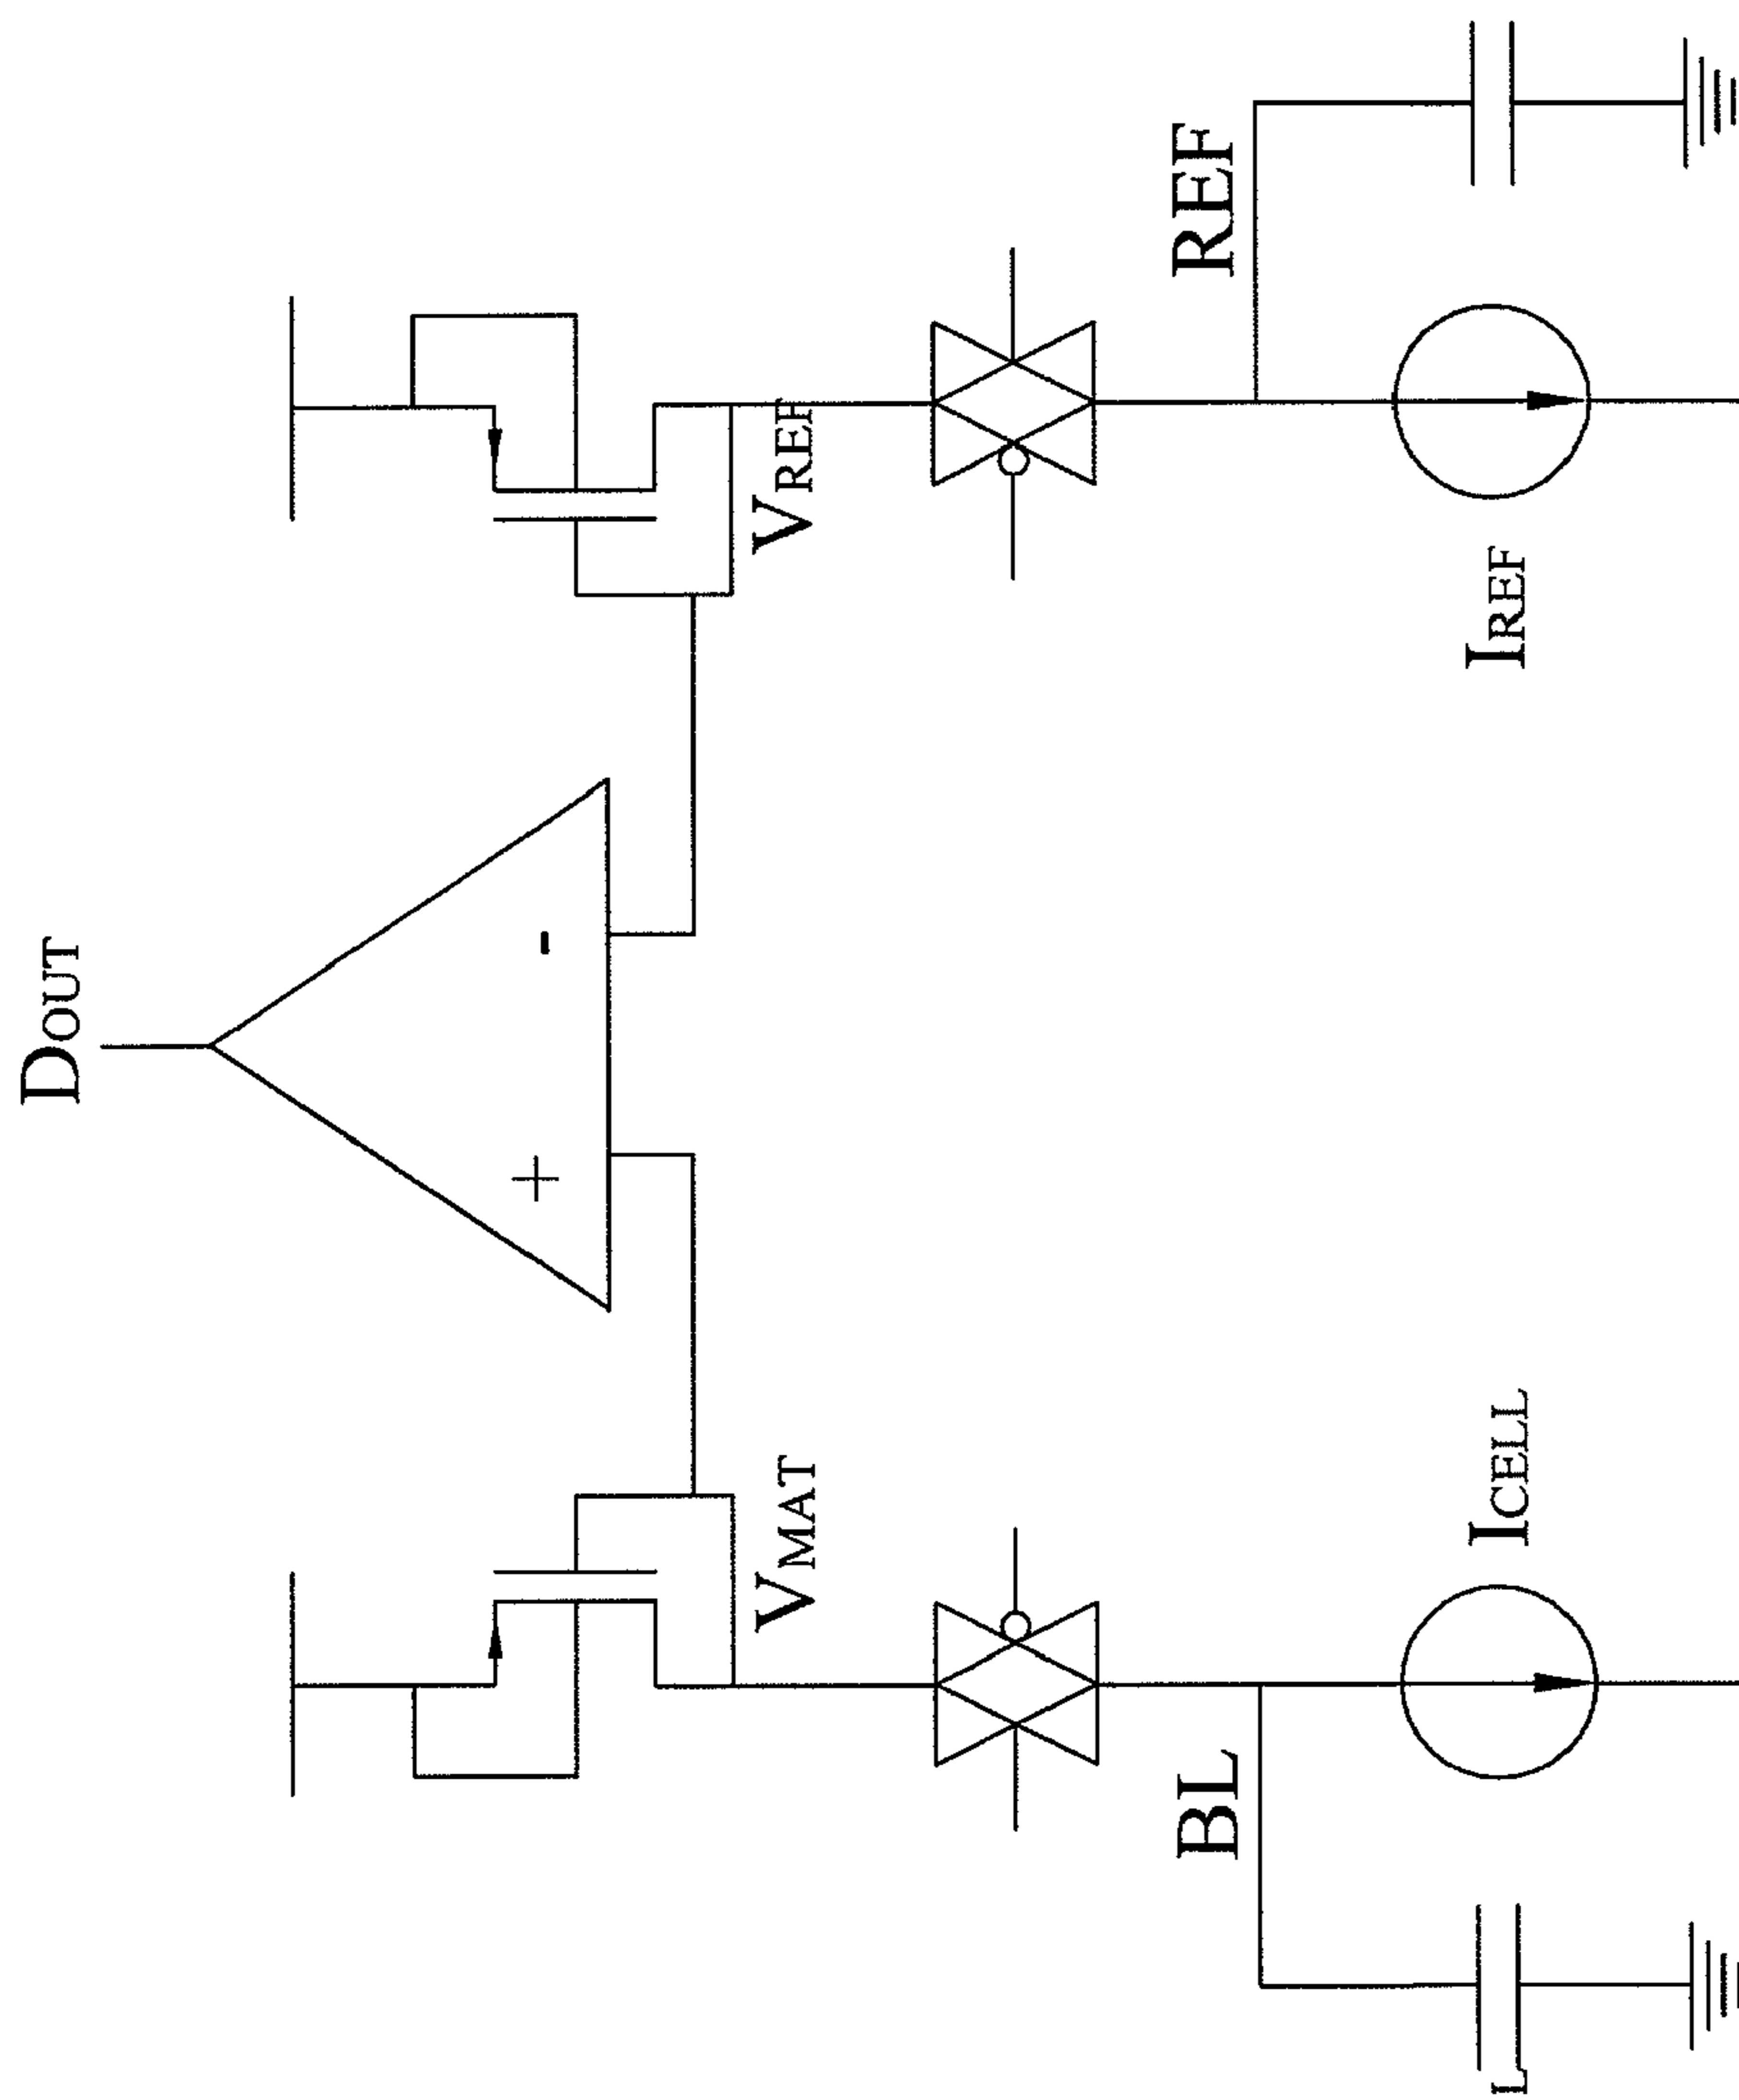 DOUT
+
-
VMAT
VREF
BL
REF
ICELL
IREF
L